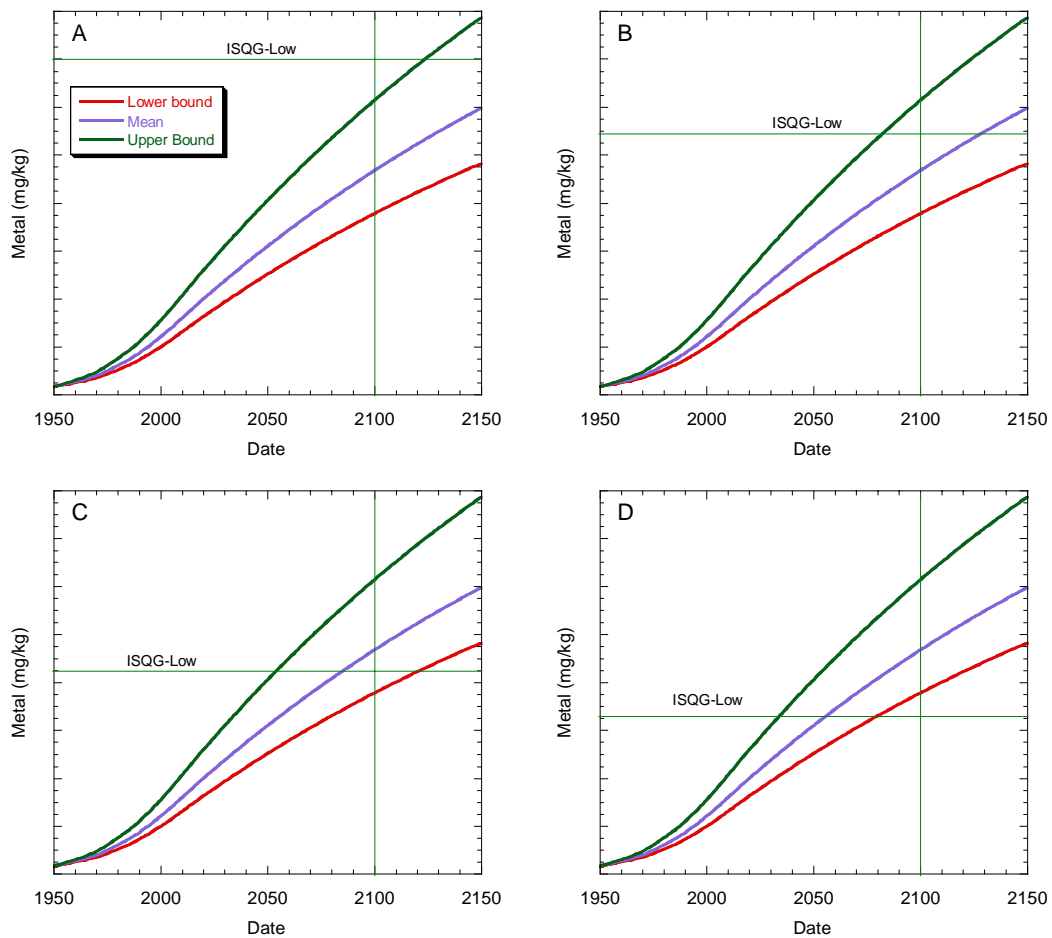 A
ISQG-Low
Lower bound
Mean
Upper Bound
Metal (mg/kg)
1950 2000 2050 2100 2150
Date
B
ISQG-Low
Metal (mg/kg)
1950 2000 2050 2100 2150
Date
C
ISQG-Low
Metal (mg/kg)
1950 2000 2050 2100 2150
Date
D
ISQG-Low
Metal (mg/kg)
1950 2000 2050 2100 2150
Date